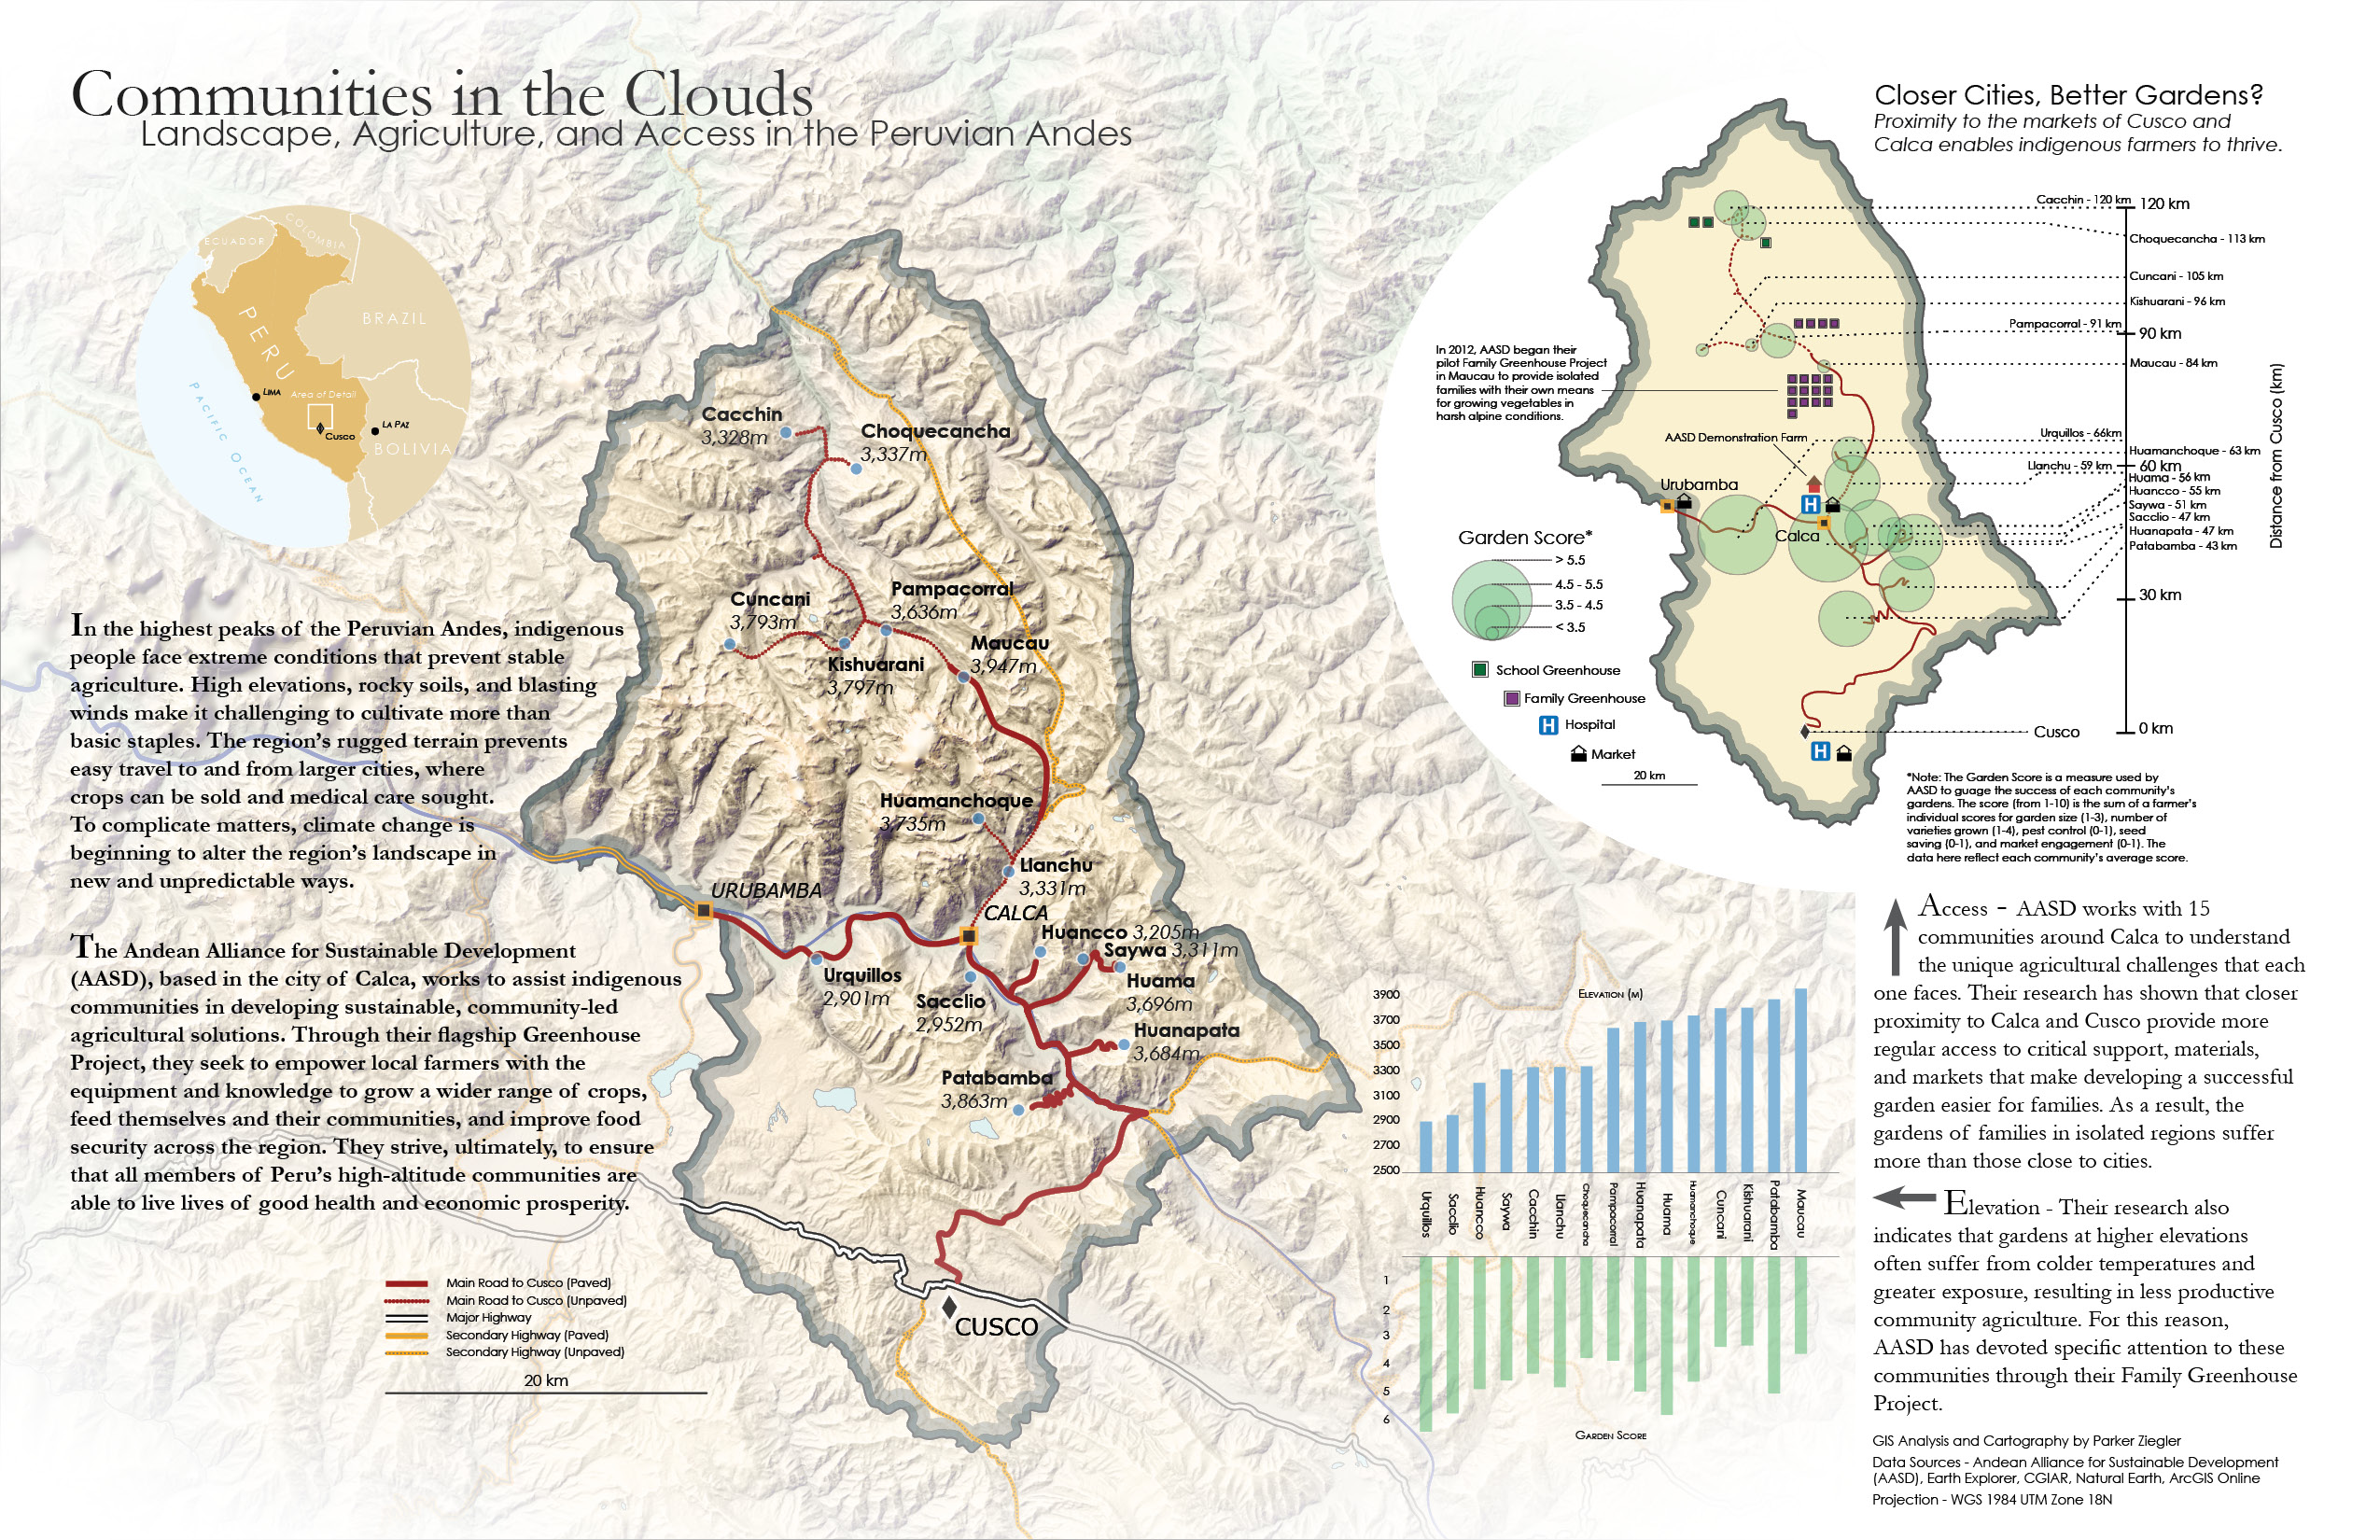 Communities in the Clouds
Landscape, Agriculture, and Access in the Peruvian Andes
ECUADOR
COLOMBIA
PERU
BRAZIL
PACIFIC OCEAN
LIMA
Area of Detail
Cusco
LA PAZ
BOLIVIA
In the highest peaks of the Peruvian Andes, indigenous
people face extreme conditions that prevent stable
agriculture. High elevations, rocky soils, and blasting
winds make it challenging to cultivate more than
basic staples. The region's rugged terrain prevents
easy travel to and from larger cities, where
crops can be sold and medical care sought.
To complicate matters, climate change is
beginning to alter the region's landscape in
new and unpredictable ways.
The Andean Alliance for Sustainable Development
(AASD), based in the city of Calca, works to assist indigenous
communities in developing sustainable, community-led
agricultural solutions. Through their flagship Greenhouse
Project, they seek to empower local farmers with the
equipment and knowledge to grow a wider range of crops,
feed themselves and their communities, and improve food
security across the region. They strive, ultimately, to ensure
that all members of Peru's high-altitude communities are
able to live lives of good health and economic prosperity.
Main Road to Cusco (Paved)
Main Road to Cusco (Unpaved)
Major Highway
Secondary Highway (Paved)
Secondary Highway (Unpaved)
20 km
Cacchin
3,328m
Choquecancha
3,337m
Cuncani
3,793m
Pampacorral
3,636m
Kishuarani
3,797m
Maucau
3,947m
Huamanchoque
3,735m
Llanchu
3,331m
URUBAMBA
CALCA
Huancco 3,205m
Saywa 3,311m
Urquillos
2,901m
Sacclio
2,952m
Huama
3,696m
Huanapata
3,684m
Patabamba
3,863m
CUSCO
Closer Cities, Better Gardens?
Proximity to the markets of Cusco and
Calca enables indigenous farmers to thrive.
Cacchin - 120 km
120 km
Choquecancha - 113 km
Cuncani - 105 km
Kishuarani - 96 km
Pampacorral - 91 km
90 km
Maucau - 84 km
Urquillos - 66km
Huamanchoque - 63 km
Llanchu - 59 km
60 km
Huama - 56 km
Huancco - 55 km
Saywa - 51 km
Sacclio - 47 km
Huanapata - 47 km
Patabamba - 43 km
30 km
Cusco
0 km
Distance from Cusco (km)
In 2012, AASD began their
pilot Family Greenhouse Project
in Maucau to provide isolated
families with their own means
for growing vegetables in
harsh alpine conditions.
AASD Demonstration Farm
Urubamba
H
Calca
H
Garden Score*
> 5.5
4.5 - 5.5
3.5 - 4.5
< 3.5
School Greenhouse
Family Greenhouse
H Hospital
Market
20 km
*Note: The Garden Score is a measure used by
AASD to guage the success of each community's
gardens. The score (from 1-10) is the sum of a farmer's
individual scores for garden size (1-3), number of
varieties grown (1-4), pest control (0-1), seed
saving (0-1), and market engagement (0-1). The
data here reflect each community's average score.
Access - AASD works with 15
communities around Calca to understand
the unique agricultural challenges that each
one faces. Their research has shown that closer
proximity to Calca and Cusco provide more
regular access to critical support, materials,
and markets that make developing a successful
garden easier for families. As a result, the
gardens of families in isolated regions suffer
more than those close to cities.
Elevation - Their research also
indicates that gardens at higher elevations
often suffer from colder temperatures and
greater exposure, resulting in less productive
community agriculture. For this reason,
AASD has devoted specific attention to these
communities through their Family Greenhouse
Project.
ELEVATION (M)
3900
3700
3500
3300
3100
2900
2700
2500
Urquillos
Sacclio
Huancco
Saywa
Cacchin
Llanchu
Choquecancha
Pampacorral
Huanapata
Huama
Huamanchoque
Cuncani
Kishuarani
Patabamba
Maucau
1
2
3
4
5
6
GARDEN SCORE
GIS Analysis and Cartography by Parker Ziegler
Data Sources - Andean Alliance for Sustainable Development
(AASD), Earth Explorer, CGIAR, Natural Earth, ArcGIS Online
Projection - WGS 1984 UTM Zone 18N